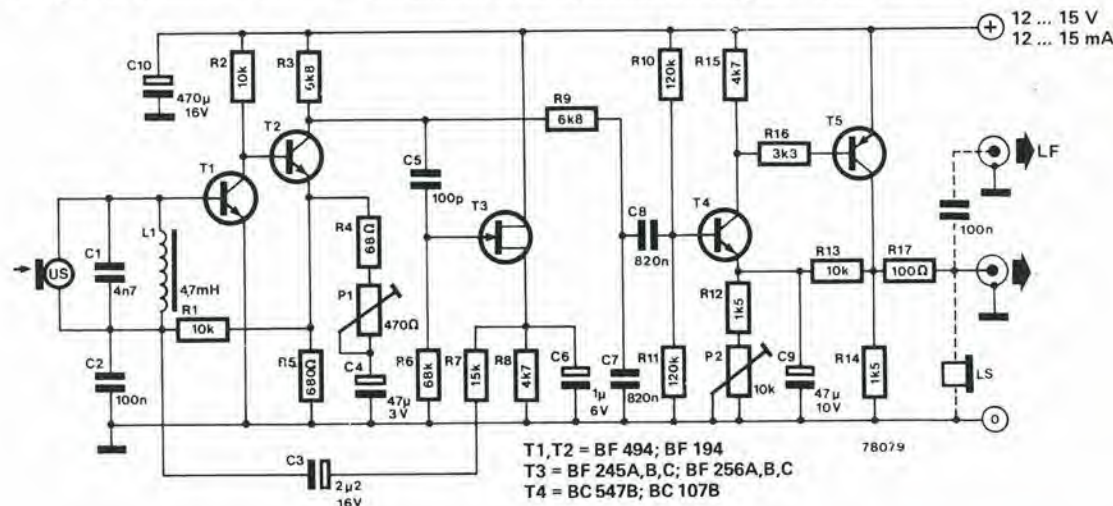 12 ... 15 V
12 ... 15 mA
C10
470µ
16V
R2
10k
R3
6k8
T2
T1
R9
6k8
C5
100p
T3
R10
120k
R15
4k7
R16
3k3
T5
LF
100n
US
C1
4n7
L1
4,7mH
R1
10k
R4
68Ω
P1
470Ω
R5
680Ω
C4
47µ
3V
R6
68k
R7
15k
R8
4k7
C6
1µ
6V
C7
820n
C8
820n
T4
R11
120k
R12
1k5
P2
10k
R13
10k
R17
100Ω
C9
47µ
10V
R14
1k5
LS
C2
100n
0
C3
2µ2
16V
78079
T1,T2 = BF 494; BF 194
T3 = BF 245A,B,C; BF 256A,B,C
T4 = BC 547B; BC 107B